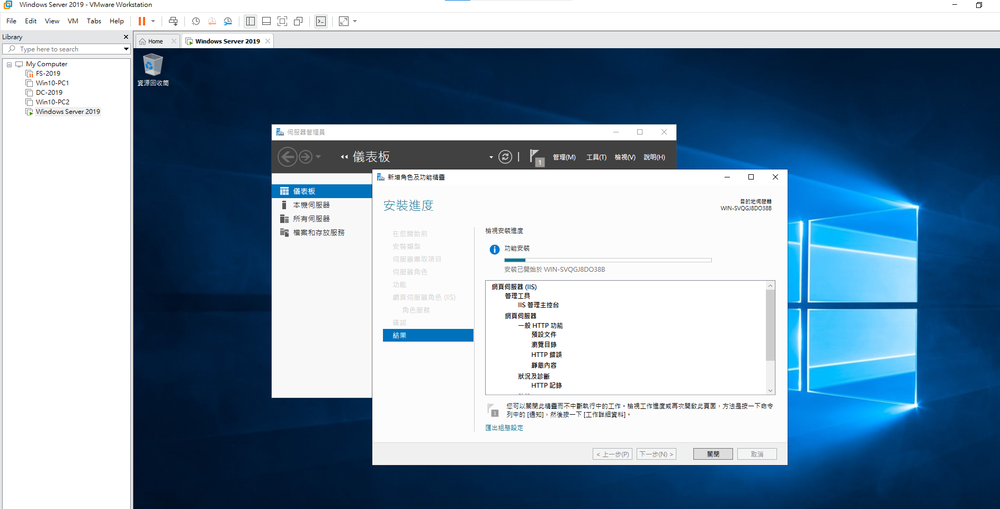 Windows Server 2019 - VMware Workstation
File Edit View VM Tabs Help
Library
Type here to search
My Computer
FS-2019
Win10-PC1
DC-2019
Win10-PC2
Windows Server 2019
Home
Windows Server 2019
資源回收筒
伺服器管理員
儀表板
1
管理(M) 工具(T) 檢視(V) 說明(H)
儀表板
本機伺服器
所有伺服器
檔案和存放服務
新增角色及功能精靈
安裝進度
目的地伺服器
WIN-SVQGJ8DO38B
在您開始前
安裝類型
伺服器選取項目
伺服器角色
功能
網頁伺服器角色 (IIS)
角色服務
確認
結果
檢視安裝進度
功能安裝
安裝已開始於 WIN-SVQGJ8DO38B
網頁伺服器 (IIS)
管理工具
IIS 管理主控台
網頁伺服器
一般 HTTP 功能
預設文件
瀏覽目錄
HTTP 錯誤
靜態內容
狀況及診斷
HTTP 記錄
1
您可以關閉此精靈而不中斷執行中的工作。檢視工作進度或再次開啟此頁面，方法是按一下命令
列中的 [通知]，然後按一下 [工作詳細資料]。
匯出組態設定
< 上一步(P) 下一步(N) > 關閉 取消